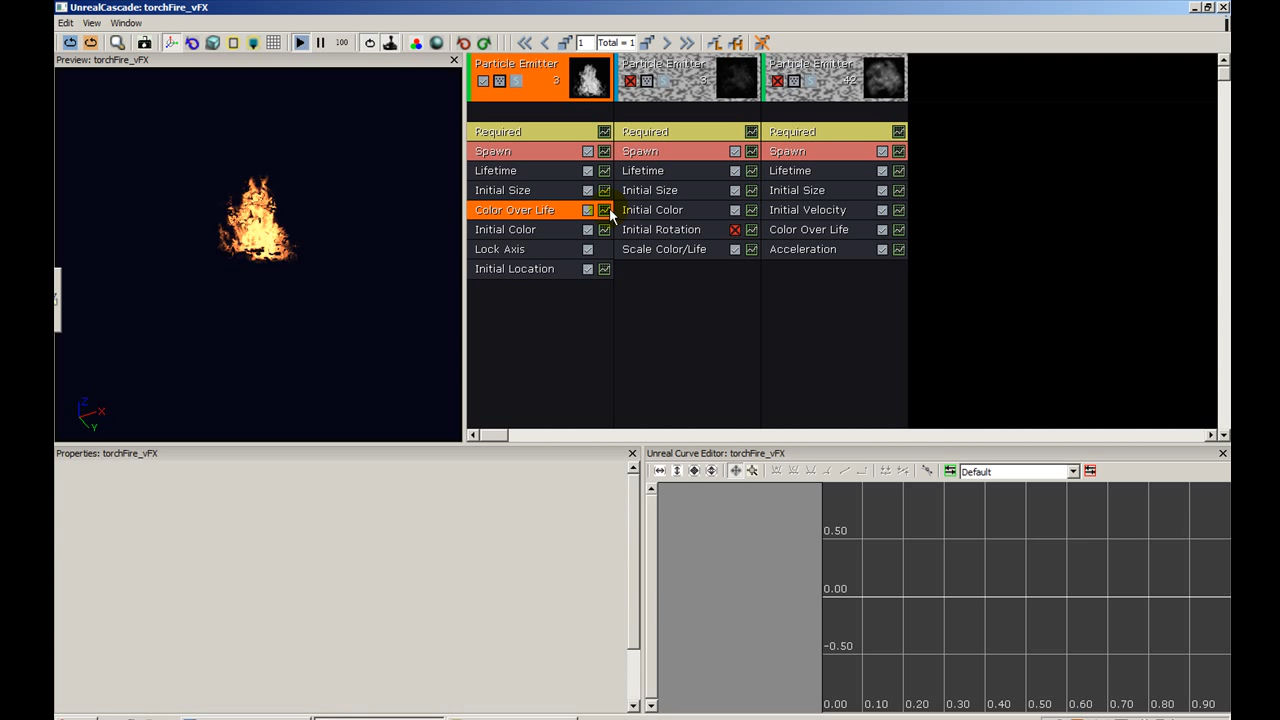 UnrealCascade: torchFire_vFX
Edit View Window
100 1 Total = 1
Preview: torchFire_vFX
Particle Emitter Particle Emitter Particle Emitter
3 3 42
Required Required Required
Spawn Spawn Spawn
Lifetime Lifetime Lifetime
Initial Size Initial Size Initial Size
Color Over Life Initial Color Initial Velocity
Initial Color Initial Rotation Color Over Life
Lock Axis Scale Color/Life Acceleration
Initial Location
Z
X
Y
Properties: torchFire_vFX
Unreal Curve Editor: torchFire_vFX
Default
0.50
0.00
-0.50
0.00 0.10 0.20 0.30 0.40 0.50 0.60 0.70 0.80 0.90